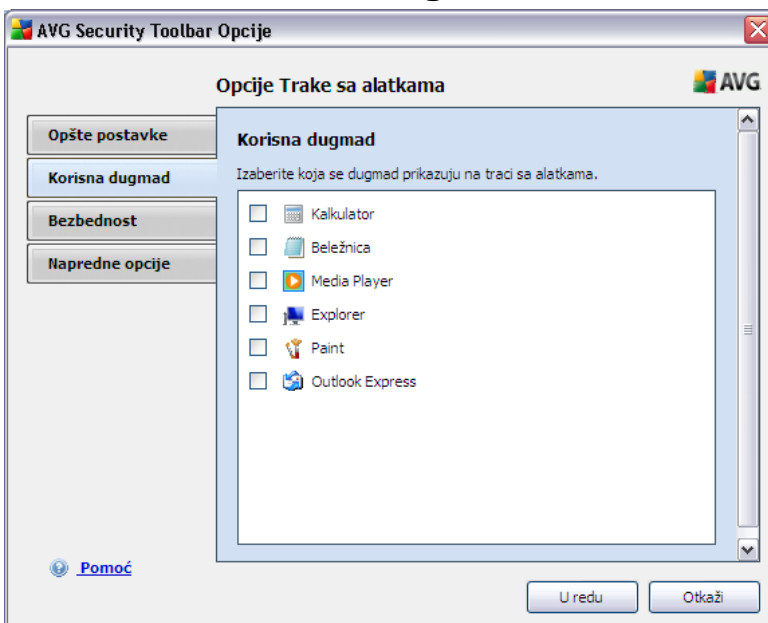 AVG Security Toolbar Opcije
Opcije Trake sa alatkama
AVG
Opšte postavke
Korisna dugmad
Bezbednost
Napredne opcije
Korisna dugmad
Izaberite koja se dugmad prikazuju na traci sa alatkama.
Kalkulator
Beležnica
Media Player
Explorer
Paint
Outlook Express
Pomoć
U redu
Otkaži